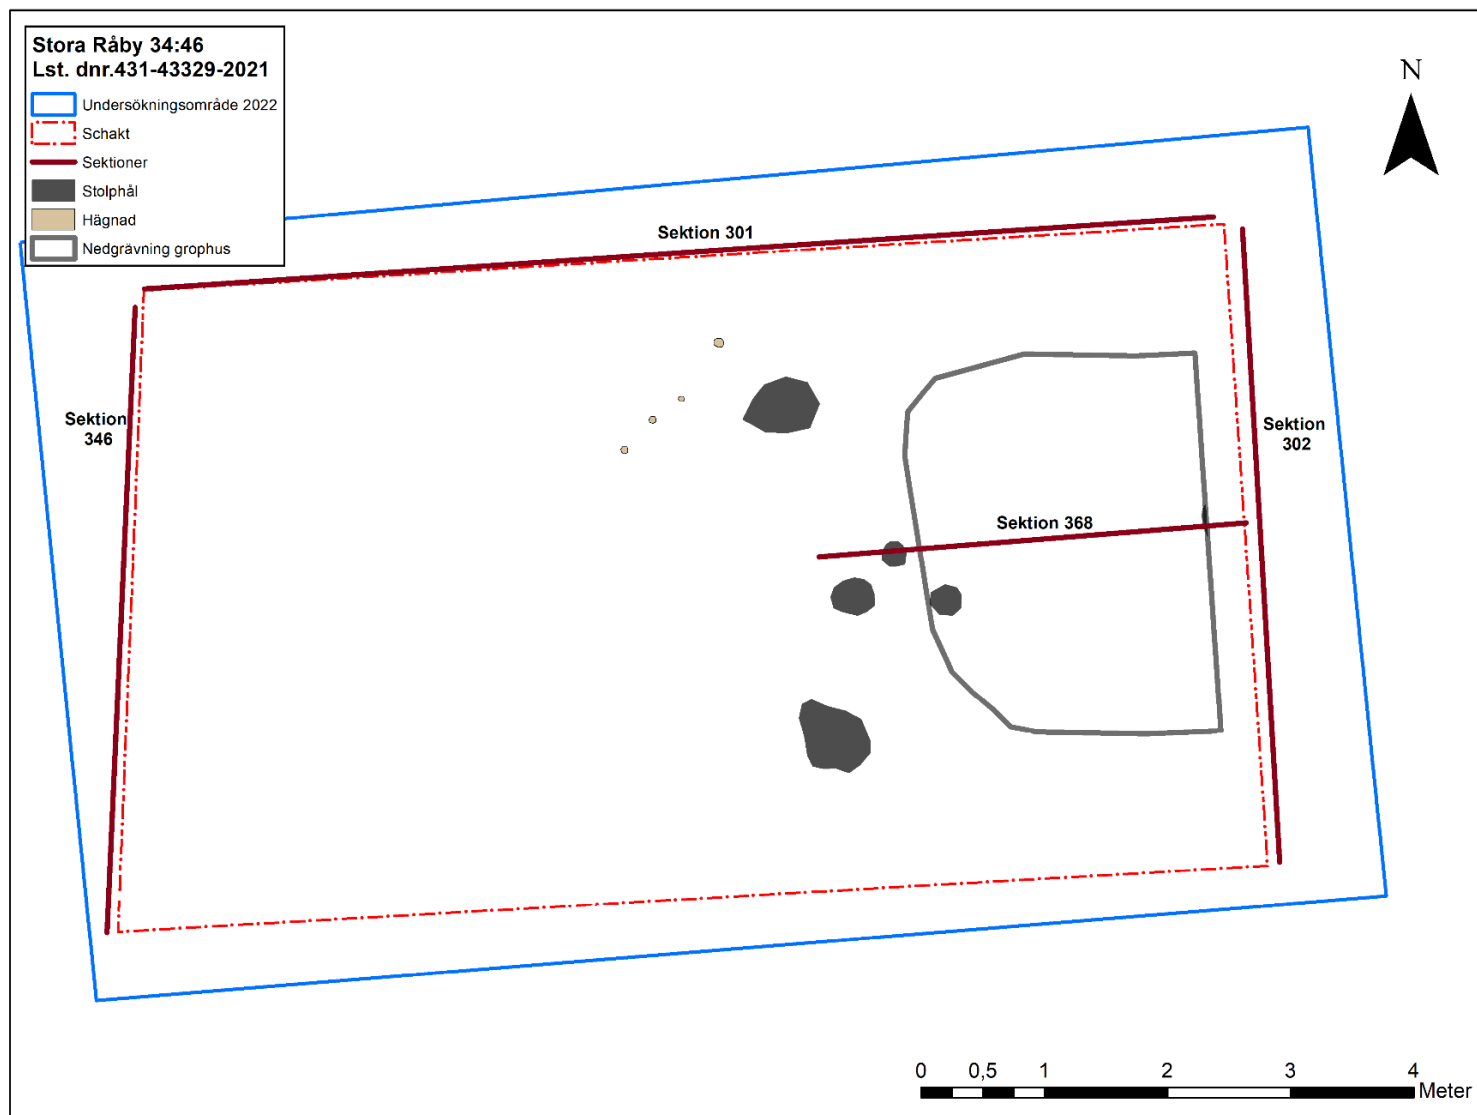 Stora Råby 34:46
Lst. dnr.431-43329-2021
Undersökningsområde 2022
Schakt
Sektioner
Stolphål
Hägnad
Nedgrävning grophus
N
Sektion 301
Sektion
346
Sektion
302
Sektion 368
0 0,5 1 2 3 4
Meter